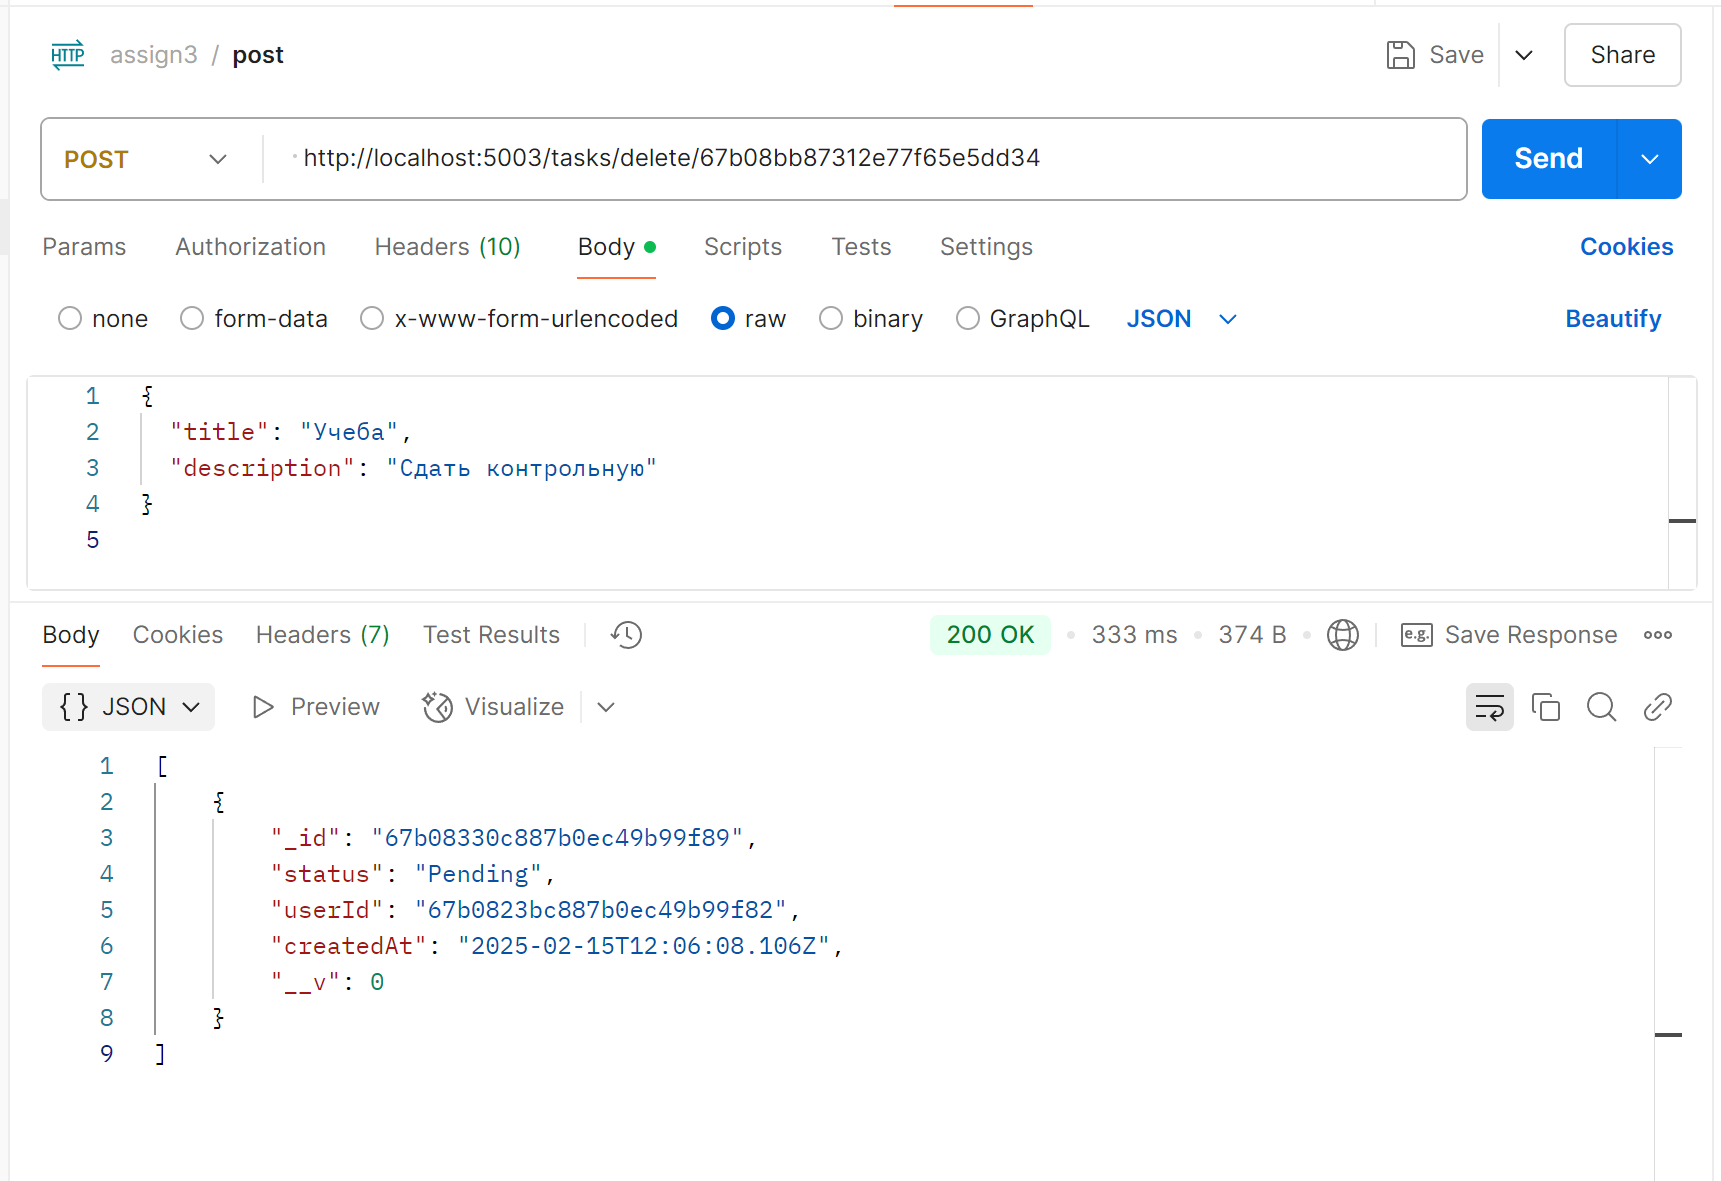 HTTP assign3 / post Save Share
POST http://localhost:5003/tasks/delete/67b08bb87312e77f65e5dd34 Send
Params Authorization Headers (10) Body Scripts Tests Settings Cookies
none form-data x-www-form-urlencoded raw binary GraphQL JSON Beautify
1 {
2 "title": "Учеба",
3 "description": "Сдать контрольную"
4 }
5
Body Cookies Headers (7) Test Results 200 OK • 333 ms • 374 B • e.g. Save Response
{} JSON Preview Visualize
1 [
2 {
3 "_id": "67b08330c887b0ec49b99f89",
4 "status": "Pending",
5 "userId": "67b0823bc887b0ec49b99f82",
6 "createdAt": "2025-02-15T12:06:08.106Z",
7 "__v": 0
8 }
9 ]